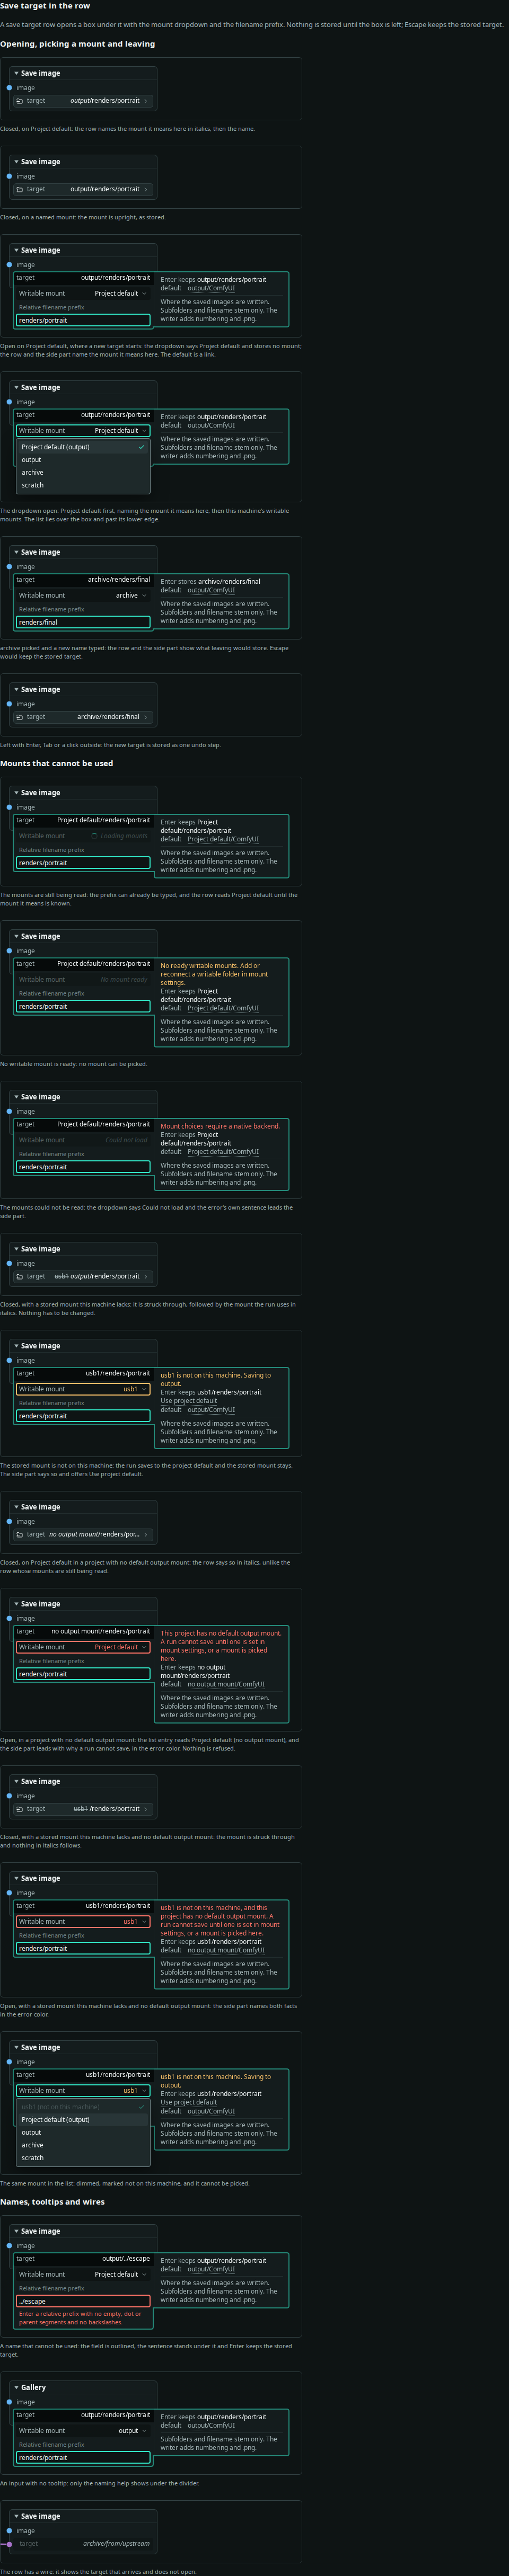 Save target in the row
A save target row opens a box under it with the mount dropdown and the filename prefix. Nothing is stored until the box is left; Escape keeps the stored target.
Opening, picking a mount and leaving
Save image
image
target output/renders/portrait
Closed, on Project default: the row names the mount it means here in italics, then the name.
Save image
image
target output/renders/portrait
Closed, on a named mount: the mount is upright, as stored.
Save image
image
target output/renders/portrait
Writable mount Project default
Relative filename prefix
renders/portrait
Enter keeps output/renders/portrait
default output/ComfyUI
Where the saved images are written.
Subfolders and filename stem only. The
writer adds numbering and .png.
Open on Project default, where a new target starts: the dropdown says Project default and stores no mount;
the row and the side part name the mount it means here. The default is a link.
Save image
image
target output/renders/portrait
Writable mount Project default
Project default (output)
output
archive
scratch
Enter keeps output/renders/portrait
default output/ComfyUI
Where the saved images are written.
Subfolders and filename stem only. The
writer adds numbering and .png.
The dropdown open: Project default first, naming the mount it means here, then this machine's writable
mounts. The list lies over the box and past its lower edge.
Save image
image
target archive/renders/final
Writable mount archive
Relative filename prefix
renders/final
Enter stores archive/renders/final
default output/ComfyUI
Where the saved images are written.
Subfolders and filename stem only. The
writer adds numbering and .png.
archive picked and a new name typed: the row and the side part show what leaving would store. Escape
would keep the stored target.
Save image
image
target archive/renders/final
Left with Enter, Tab or a click outside: the new target is stored as one undo step.
Mounts that cannot be used
Save image
image
target Project default/renders/portrait
Writable mount Loading mounts
Relative filename prefix
renders/portrait
Enter keeps Project
default/renders/portrait
default Project default/ComfyUI
Where the saved images are written.
Subfolders and filename stem only. The
writer adds numbering and .png.
The mounts are still being read: the prefix can already be typed, and the row reads Project default until the
mount it means is known.
Save image
image
target Project default/renders/portrait
Writable mount No mount ready
Relative filename prefix
renders/portrait
No ready writable mounts. Add or
reconnect a writable folder in mount
settings.
Enter keeps Project
default/renders/portrait
default Project default/ComfyUI
Where the saved images are written.
Subfolders and filename stem only. The
writer adds numbering and .png.
No writable mount is ready: no mount can be picked.
Save image
image
target Project default/renders/portrait
Writable mount Could not load
Relative filename prefix
renders/portrait
Mount choices require a native backend.
Enter keeps Project
default/renders/portrait
default Project default/ComfyUI
Where the saved images are written.
Subfolders and filename stem only. The
writer adds numbering and .png.
The mounts could not be read: the dropdown says Could not load and the error's own sentence leads the
side part.
Save image
image
target usb1 output/renders/portrait
Closed, with a stored mount this machine lacks: it is struck through, followed by the mount the run uses in
italics. Nothing has to be changed.
Save image
image
target usb1/renders/portrait
Writable mount usb1
Relative filename prefix
renders/portrait
usb1 is not on this machine. Saving to
output.
Enter keeps usb1/renders/portrait
Use project default
default output/ComfyUI
Where the saved images are written.
Subfolders and filename stem only. The
writer adds numbering and .png.
The stored mount is not on this machine: the run saves to the project default and the stored mount stays.
The side part says so and offers Use project default.
Save image
image
target no output mount/renders/por...
Closed, on Project default in a project with no default output mount: the row says so in italics, unlike the
row whose mounts are still being read.
Save image
image
target no output mount/renders/portrait
Writable mount Project default
Relative filename prefix
renders/portrait
This project has no default output mount.
A run cannot save until one is set in
mount settings, or a mount is picked
here.
Enter keeps no output
mount/renders/portrait
default no output mount/ComfyUI
Where the saved images are written.
Subfolders and filename stem only. The
writer adds numbering and .png.
Open, in a project with no default output mount: the list entry reads Project default (no output mount), and
the side part leads with why a run cannot save, in the error color. Nothing is refused.
Save image
image
target usb1 /renders/portrait
Closed, with a stored mount this machine lacks and no default output mount: the mount is struck through
and nothing in italics follows.
Save image
image
target usb1/renders/portrait
Writable mount usb1
Relative filename prefix
renders/portrait
usb1 is not on this machine, and this
project has no default output mount. A
run cannot save until one is set in mount
settings, or a mount is picked here.
Enter keeps usb1/renders/portrait
default no output mount/ComfyUI
Where the saved images are written.
Subfolders and filename stem only. The
writer adds numbering and .png.
Open, with a stored mount this machine lacks and no default output mount: the side part names both facts
in the error color.
Save image
image
target usb1/renders/portrait
Writable mount usb1
usb1 (not on this machine)
Project default (output)
output
archive
scratch
usb1 is not on this machine. Saving to
output.
Enter keeps usb1/renders/portrait
Use project default
default output/ComfyUI
Where the saved images are written.
Subfolders and filename stem only. The
writer adds numbering and .png.
The same mount in the list: dimmed, marked not on this machine, and it cannot be picked.
Names, tooltips and wires
Save image
image
target output/../escape
Writable mount Project default
Relative filename prefix
../escape
Enter a relative prefix with no empty, dot or
parent segments and no backslashes.
Enter keeps output/renders/portrait
default output/ComfyUI
Where the saved images are written.
Subfolders and filename stem only. The
writer adds numbering and .png.
A name that cannot be used: the field is outlined, the sentence stands under it and Enter keeps the stored
target.
Gallery
image
target output/renders/portrait
Writable mount output
Relative filename prefix
renders/portrait
Enter keeps output/renders/portrait
default output/ComfyUI
Subfolders and filename stem only. The
writer adds numbering and .png.
An input with no tooltip: only the naming help shows under the divider.
Save image
image
target archive/from/upstream
The row has a wire: it shows the target that arrives and does not open.